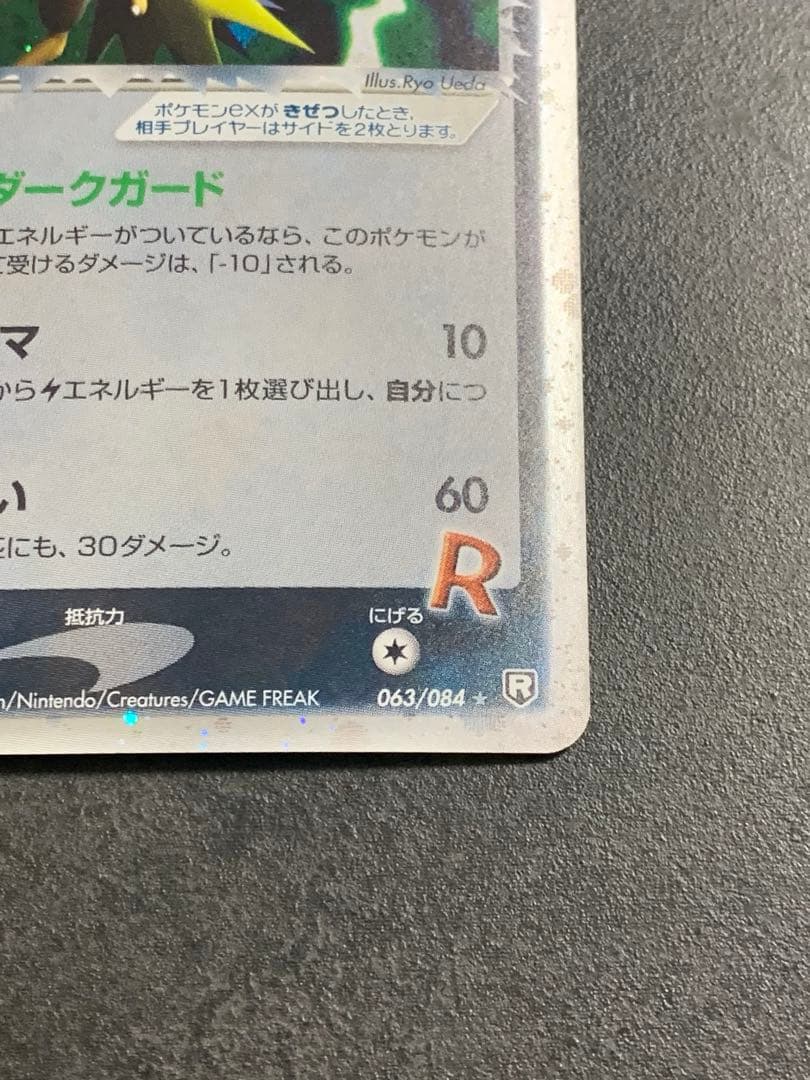 Illus.Ryo Ueda
ポケモンexが きぜつしたとき、
相手プレイヤーはサイドを2枚とります。
ダークガード
エネルギーがついているなら、このポケモンが
て受けるダメージは、「-10」される。
マ 10
から エネルギーを1枚選び出し、自分につ
い 60
にも、30ダメージ。
R
抵抗力 にげる
n/Nintendo/Creatures/GAME FREAK 063/084 ★ R